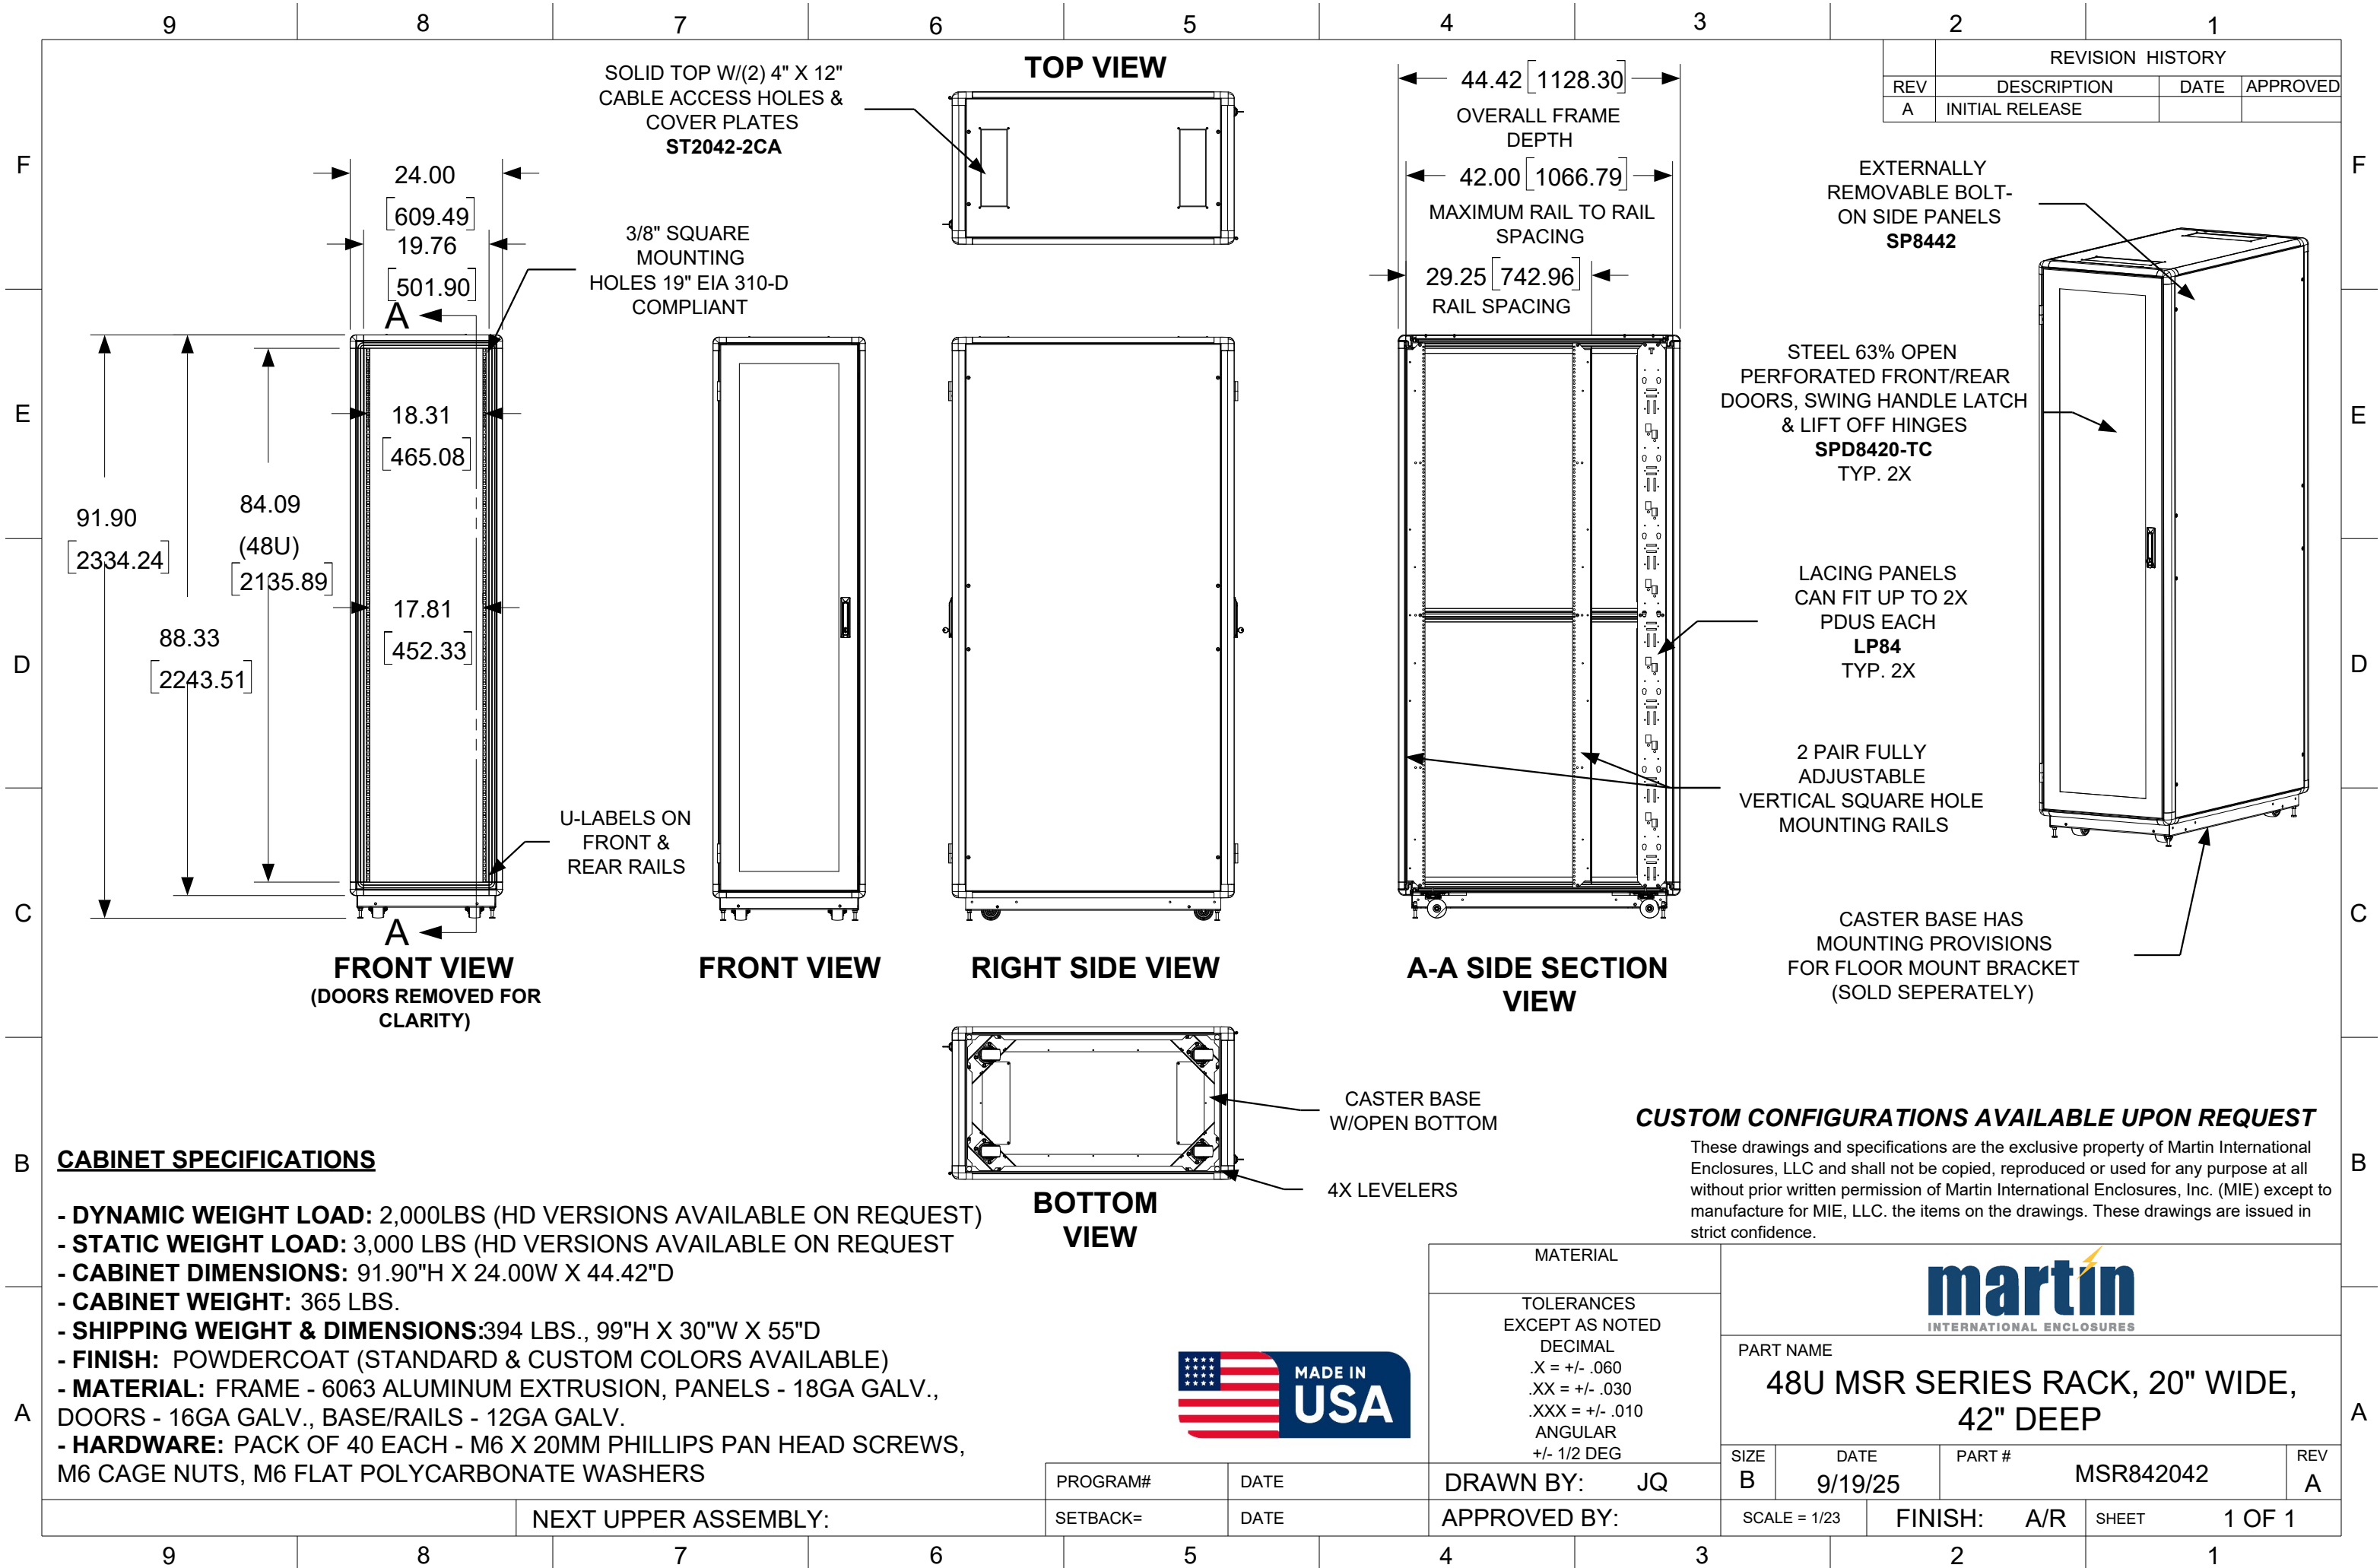 9 8 7 6 5 4 3 2 1
F
E
D
C
B
A
REVISION HISTORY
REV DESCRIPTION DATE APPROVED
A INITIAL RELEASE
TOP VIEW
SOLID TOP W/(2) 4" X 12"
CABLE ACCESS HOLES &
COVER PLATES
ST2042-2CA
24.00
[609.49]
19.76
[501.90]
A
3/8" SQUARE
MOUNTING
HOLES 19" EIA 310-D
COMPLIANT
18.31
[465.08]
91.90
[2334.24]
84.09
(48U)
[2135.89]
88.33
[2243.51]
17.81
[452.33]
U-LABELS ON
FRONT &
REAR RAILS
A
FRONT VIEW
(DOORS REMOVED FOR
CLARITY)
FRONT VIEW
RIGHT SIDE VIEW
44.42 [1128.30]
OVERALL FRAME
DEPTH
42.00 [1066.79]
MAXIMUM RAIL TO RAIL
SPACING
29.25 [742.96]
RAIL SPACING
A-A SIDE SECTION
VIEW
EXTERNALLY
REMOVABLE BOLT-
ON SIDE PANELS
SP8442
STEEL 63% OPEN
PERFORATED FRONT/REAR
DOORS, SWING HANDLE LATCH
& LIFT OFF HINGES
SPD8420-TC
TYP. 2X
LACING PANELS
CAN FIT UP TO 2X
PDUS EACH
LP84
TYP. 2X
2 PAIR FULLY
ADJUSTABLE
VERTICAL SQUARE HOLE
MOUNTING RAILS
CASTER BASE HAS
MOUNTING PROVISIONS
FOR FLOOR MOUNT BRACKET
(SOLD SEPERATELY)
CASTER BASE
W/OPEN BOTTOM
4X LEVELERS
BOTTOM
VIEW
CUSTOM CONFIGURATIONS AVAILABLE UPON REQUEST
These drawings and specifications are the exclusive property of Martin International
Enclosures, LLC and shall not be copied, reproduced or used for any purpose at all
without prior written permission of Martin International Enclosures, Inc. (MIE) except to
manufacture for MIE, LLC. the items on the drawings. These drawings are issued in
strict confidence.
CABINET SPECIFICATIONS
- DYNAMIC WEIGHT LOAD: 2,000LBS (HD VERSIONS AVAILABLE ON REQUEST)
- STATIC WEIGHT LOAD: 3,000 LBS (HD VERSIONS AVAILABLE ON REQUEST
- CABINET DIMENSIONS: 91.90"H X 24.00W X 44.42"D
- CABINET WEIGHT: 365 LBS.
- SHIPPING WEIGHT & DIMENSIONS:394 LBS., 99"H X 30"W X 55"D
- FINISH: POWDERCOAT (STANDARD & CUSTOM COLORS AVAILABLE)
- MATERIAL: FRAME - 6063 ALUMINUM EXTRUSION, PANELS - 18GA GALV.,
DOORS - 16GA GALV., BASE/RAILS - 12GA GALV.
- HARDWARE: PACK OF 40 EACH - M6 X 20MM PHILLIPS PAN HEAD SCREWS,
M6 CAGE NUTS, M6 FLAT POLYCARBONATE WASHERS
MADE IN
USA
MATERIAL
TOLERANCES
EXCEPT AS NOTED
DECIMAL
.X = +/- .060
.XX = +/- .030
.XXX = +/- .010
ANGULAR
+/- 1/2 DEG
martin
INTERNATIONAL ENCLOSURES
PART NAME
48U MSR SERIES RACK, 20" WIDE,
42" DEEP
SIZE DATE PART # REV
B 9/19/25 MSR842042 A
PROGRAM# DATE DRAWN BY: JQ
NEXT UPPER ASSEMBLY: SETBACK= DATE APPROVED BY: SCALE = 1/23 FINISH: A/R SHEET 1 OF 1
F
E
D
C
B
A
9 8 7 6 5 4 3 2 1